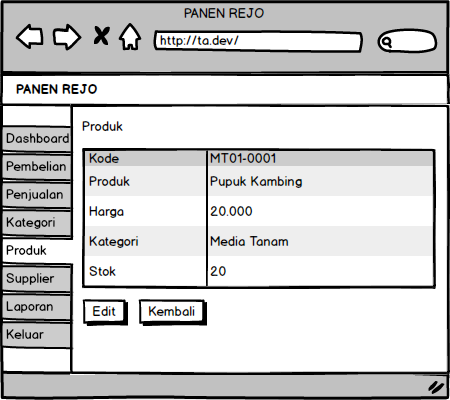 PANEN REJO
http://ta.dev/
PANEN REJO
Dashboard
Pembelian
Penjualan
Kategori
Produk
Supplier
Laporan
Keluar
Produk
Kode MT01-0001
Produk Pupuk Kambing
Harga 20.000
Kategori Media Tanam
Stok 20
Edit Kembali